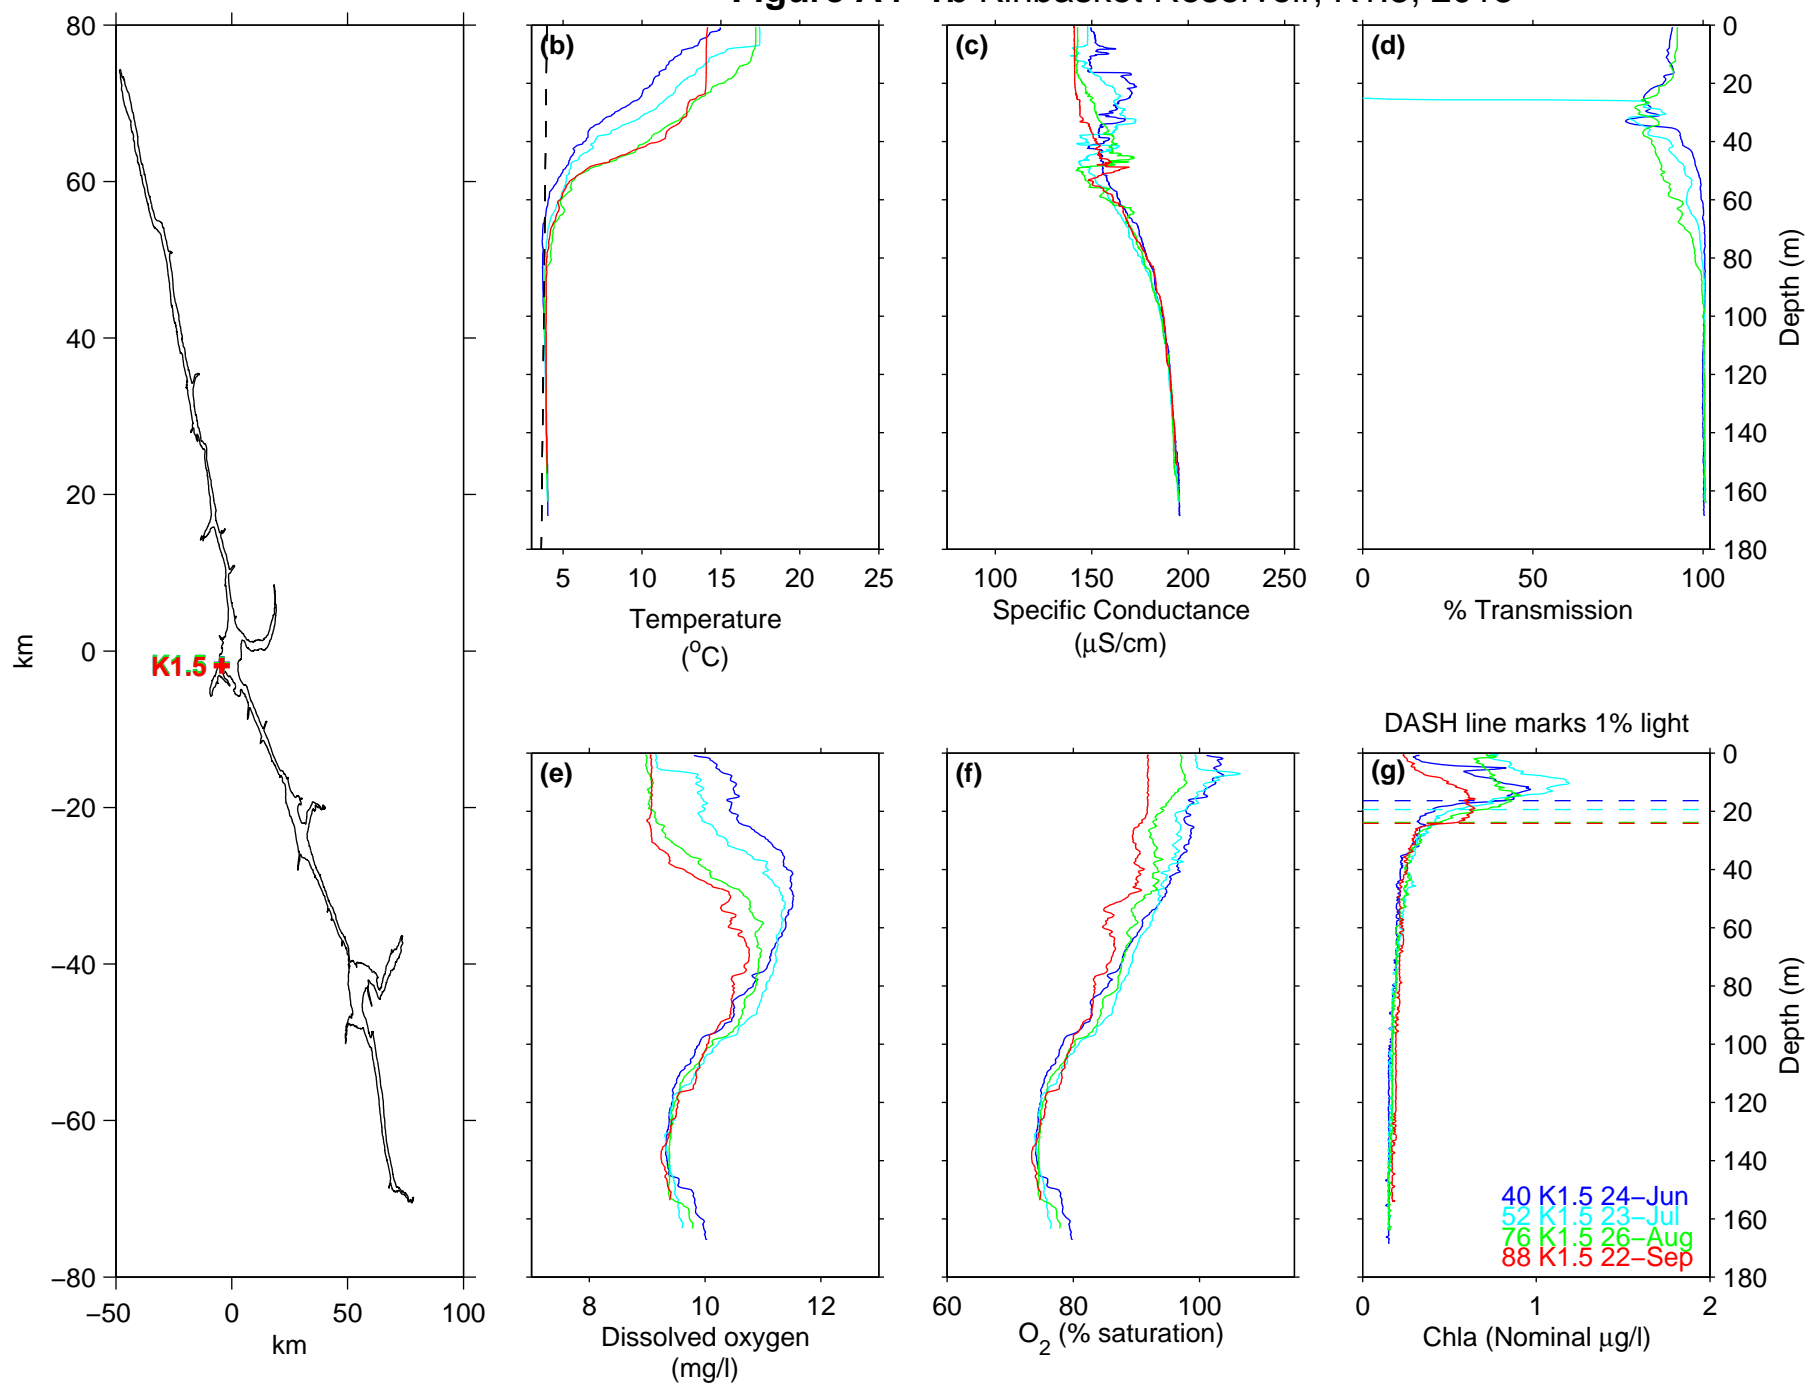 80
60
40
20
0
−20
−40
−60
−80
km
−50 0 50 100
km
K1.5
(b)
5 10 15 20 25
Temperature
(°C)
(c)
100 150 200 250
Specific Conductance
(µS/cm)
(d)
0 50 100
% Transmission
0
20
40
60
80
100
120
140
160
180
Depth (m)
(e)
8 10 12
Dissolved oxygen
(mg/l)
(f)
60 80 100
O2 (% saturation)
DASH line marks 1% light
(g)
0
20
40
60
80
100
120
140
160
180
Depth (m)
40 K1.5 24−Jun
52 K1.5 23−Jul
76 K1.5 26−Aug
88 K1.5 22−Sep
0 1 2
Chla (Nominal µg/l)